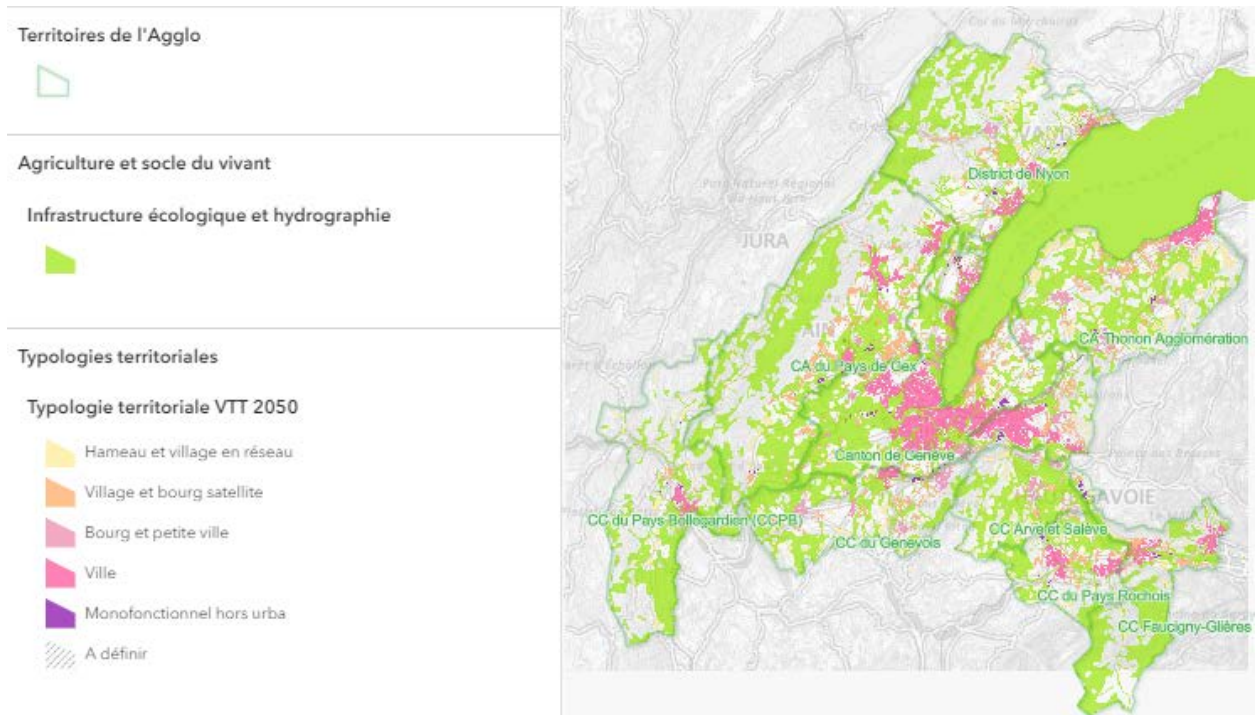 Territoires de l'Agglo
Agriculture et socle du vivant
Infrastructure écologique et hydrographie
Typologies territoriales
Typologie territoriale VTT 2050
Hameau et village en réseau
Village et bourg satellite
Bourg et petite ville
Ville
Monofonctionnel hors urba
A définir
District de Nyon
JURA
CA Thonon Agglomération
CA du Pays de Gex
Canton de Genève
CC du Pays Bellegardien (CCPB)
CC Arve et Salève
CC du Genevois
CC du Pays Rochois
CC Faucigny-Glières